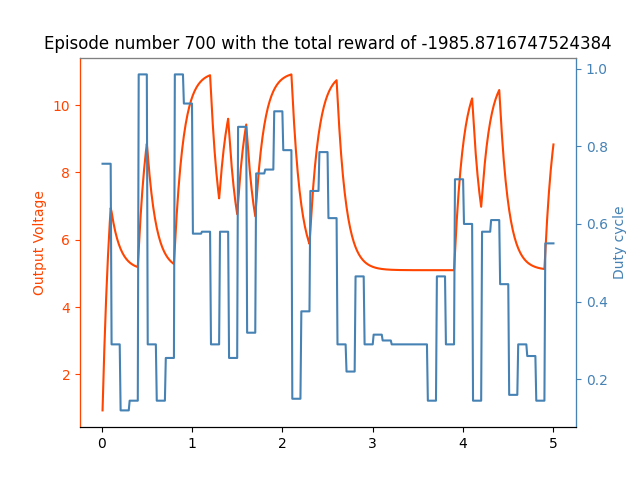 Episode number 700 with the total reward of -1985.8716747524384
Output Voltage
10
8
6
4
2
Duty cycle
1.0
0.8
0.6
0.4
0.2
0 1 2 3 4 5